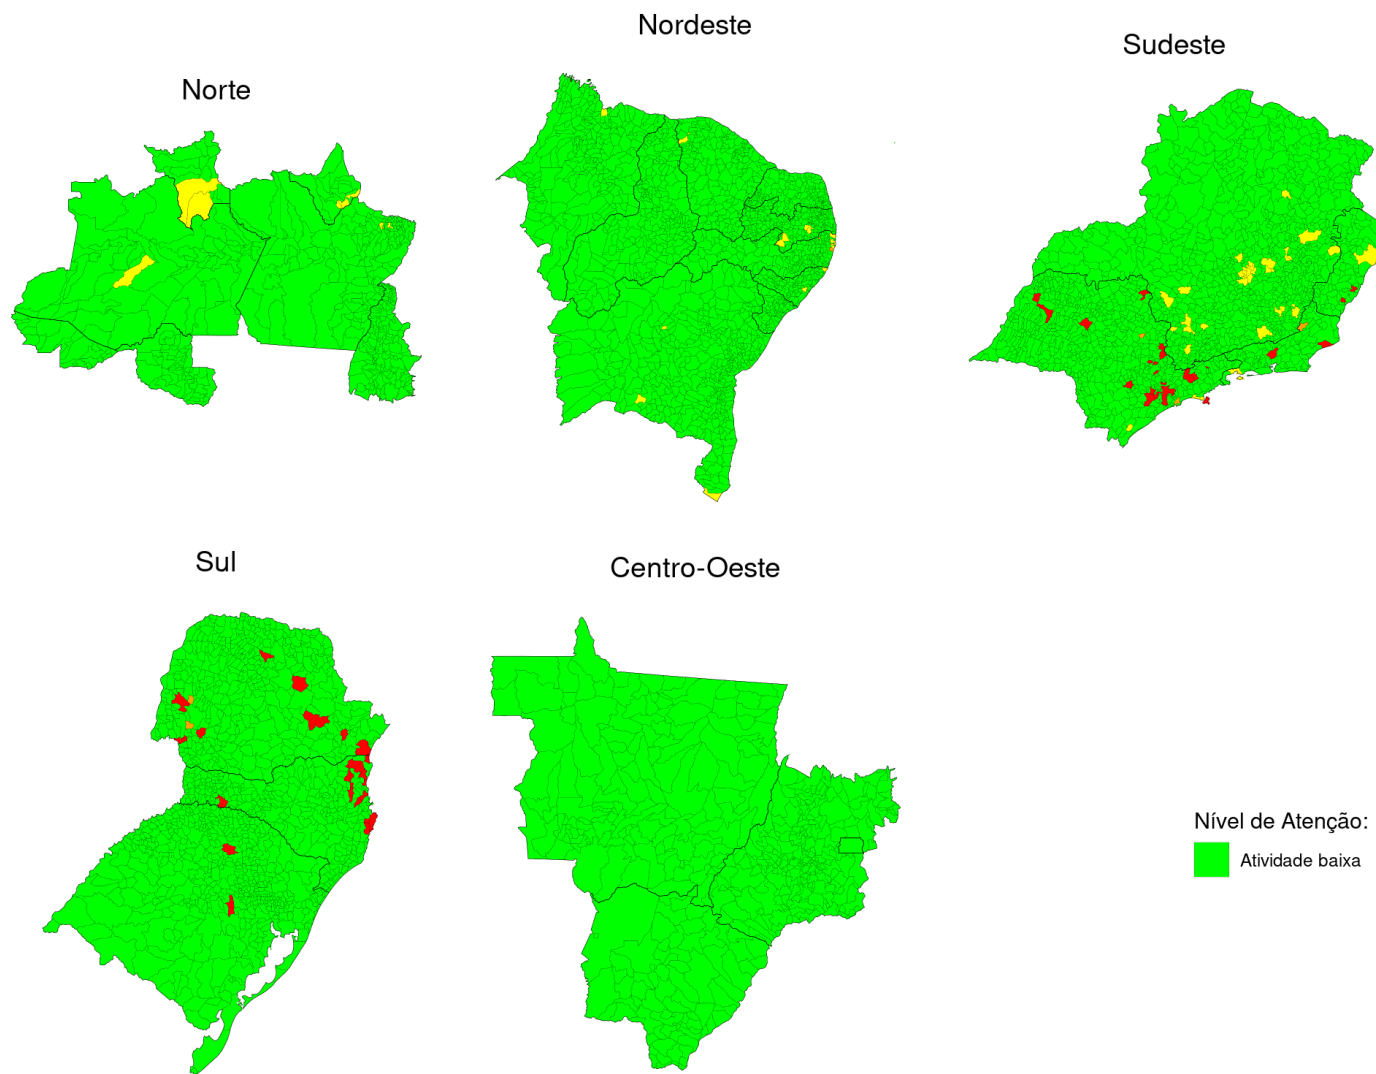 Norte
Nordeste
Sudeste
Sul
Centro-Oeste
Nível de Atenção:
Atividade baixa